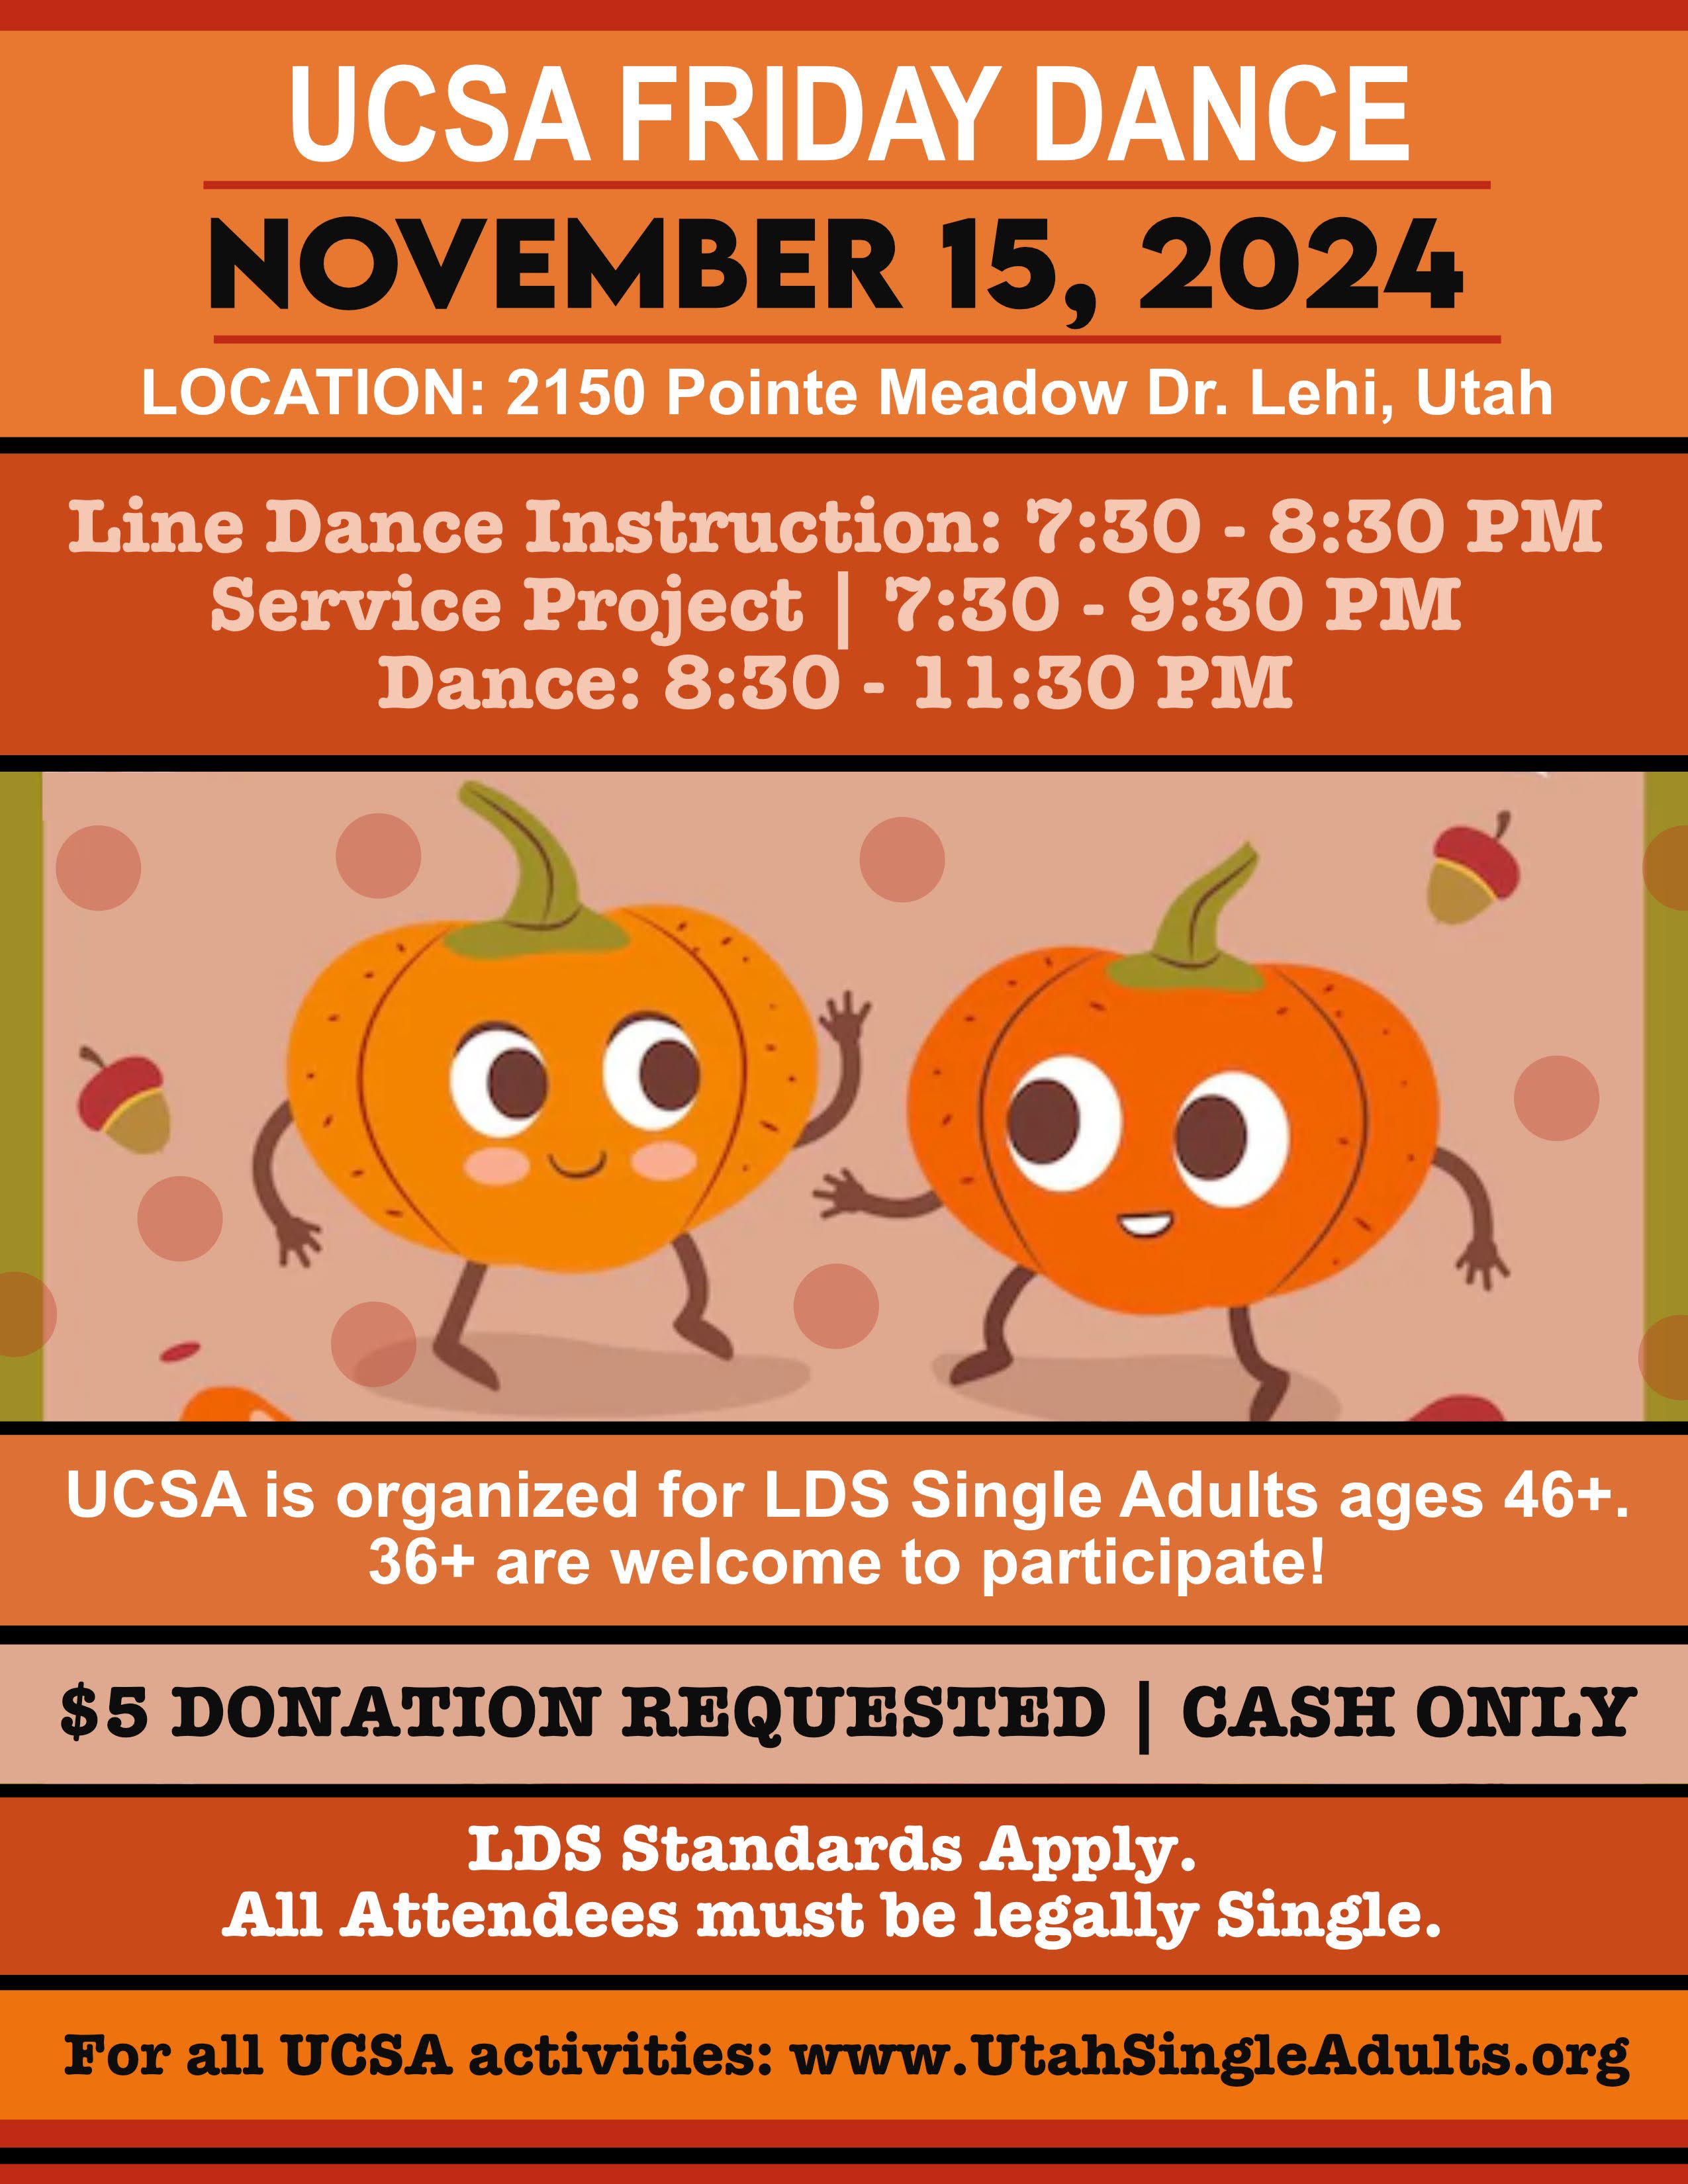 UCSA FRIDAY DANCE
NOVEMBER 15, 2024
LOCATION: 2150 Pointe Meadow Dr. Lehi, Utah
Line Dance Instruction: 7:30 - 8:30 PM
Service Project | 7:30 - 9:30 PM
Dance: 8:30 - 11:30 PM
UCSA is organized for LDS Single Adults ages 46+.
36+ are welcome to participate!
$5 DONATION REQUESTED | CASH ONLY
LDS Standards Apply.
All Attendees must be legally Single.
For all UCSA activities: www.UtahSingleAdults.org